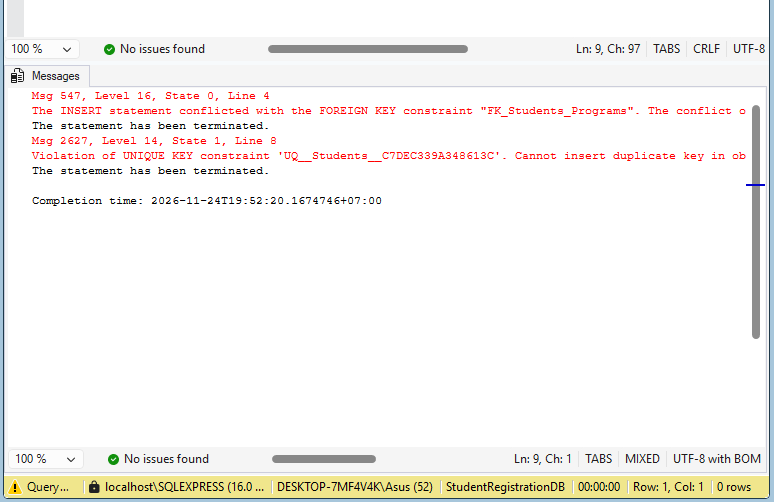 100 %
No issues found
Ln: 9, Ch: 97 TABS CRLF UTF-8
Messages
Msg 547, Level 16, State 0, Line 4
The INSERT statement conflicted with the FOREIGN KEY constraint "FK_Students_Programs". The conflict o
The statement has been terminated.
Msg 2627, Level 14, State 1, Line 8
Violation of UNIQUE KEY constraint 'UQ__Students__C7DEC339A348613C'. Cannot insert duplicate key in ob
The statement has been terminated.
Completion time: 2026-11-24T19:52:20.1674746+07:00
100 %
No issues found
Ln: 9, Ch: 1 TABS MIXED UTF-8 with BOM
Query... localhost\SQLEXPRESS (16.0 ... DESKTOP-7MF4V4K\Asus (52) StudentRegistrationDB 00:00:00 Row: 1, Col: 1 0 rows